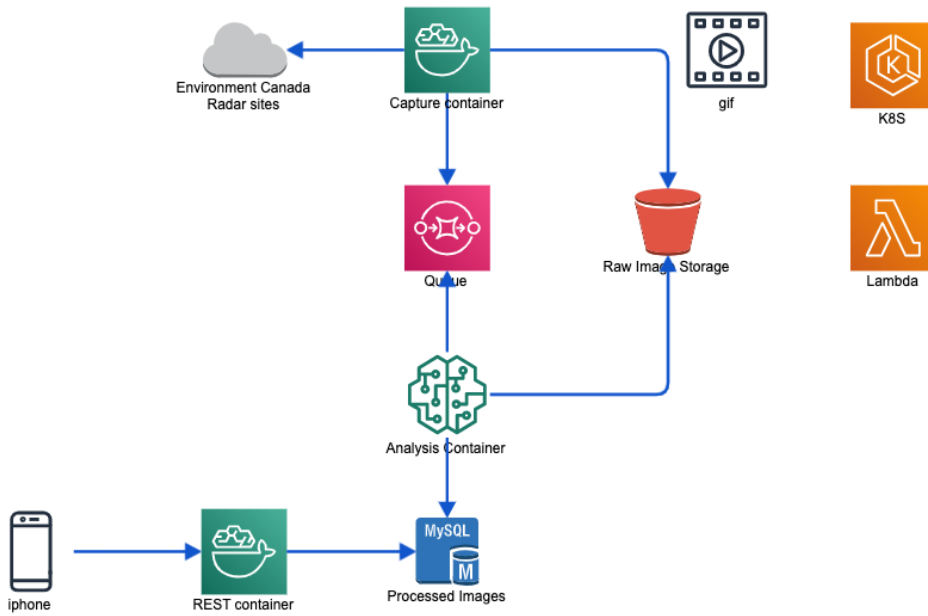 Environment Canada
Radar sites
Capture container
gif
K8S
Queue
Raw Image Storage
Lambda
Analysis Container
MySQL
M
Processed Images
iphone
REST container
K